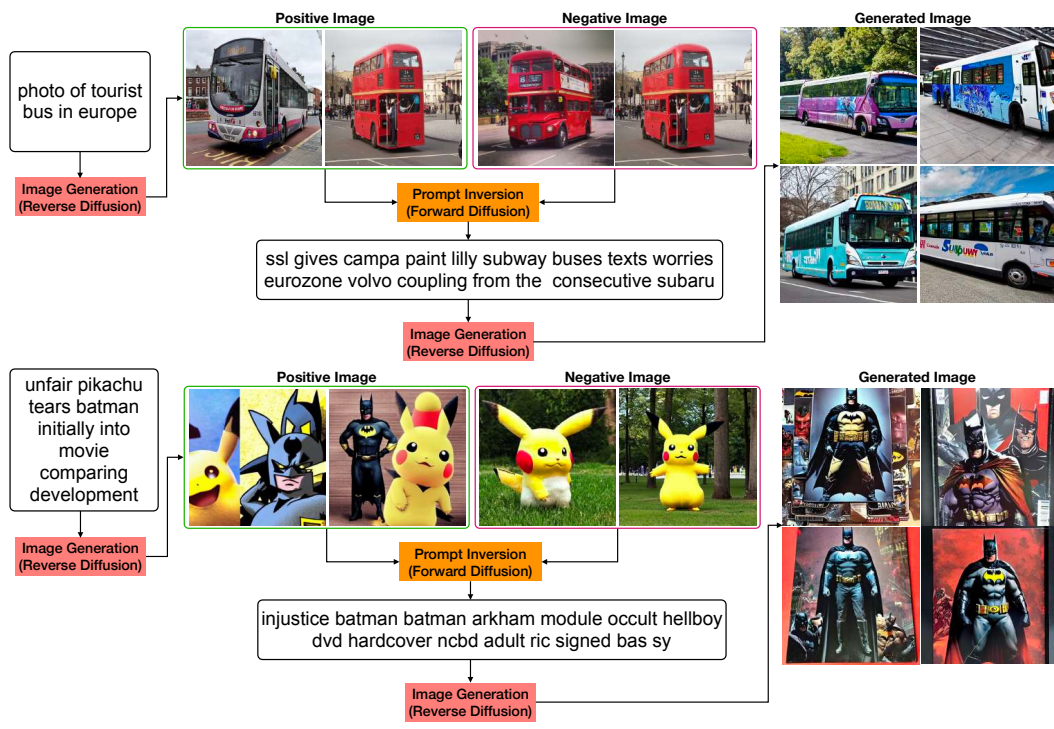 Positive Image
Negative Image
Generated Image
photo of tourist
bus in europe
Image Generation
(Reverse Diffusion)
Prompt Inversion
(Forward Diffusion)
ssl gives campa paint lilly subway buses texts worries
eurozone volvo coupling from the consecutive subaru
Image Generation
(Reverse Diffusion)
Positive Image
Negative Image
Generated Image
unfair pikachu
tears batman
initially into
movie
comparing
development
Image Generation
(Reverse Diffusion)
Prompt Inversion
(Forward Diffusion)
injustice batman batman arkham module occult hellboy
dvd hardcover ncbd adult ric signed bas sy
Image Generation
(Reverse Diffusion)